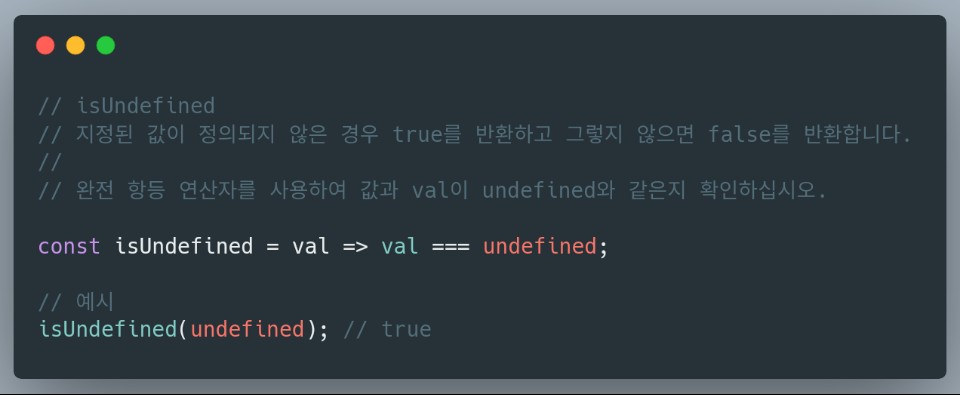 // isUndefined
// 지정된 값이 정의되지 않은 경우 true를 반환하고 그렇지 않으면 false를 반환합니다.
//
// 완전 항등 연산자를 사용하여 값과 val이 undefined와 같은지 확인하십시오.
const isUndefined = val => val === undefined;
// 예시
isUndefined(undefined); // true